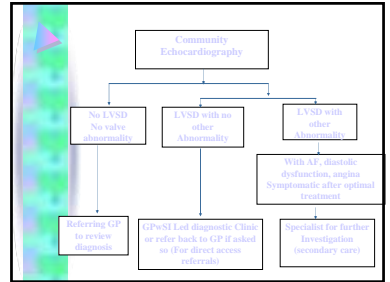 Community
Echocardiography
No LVSD
No valve
abnormality
LVSD with no
other
Abnormality
LVSD with
other
Abnormality
With AF, diastolic
dysfunction, angina
Symptomatic after optimal
treatment
Referring GP
to review
diagnosis
GPwSI Led diagnostic Clinic
or refer back to GP if asked
so (For direct access
referrals)
Specialist for further
Investigation
(secondary care)